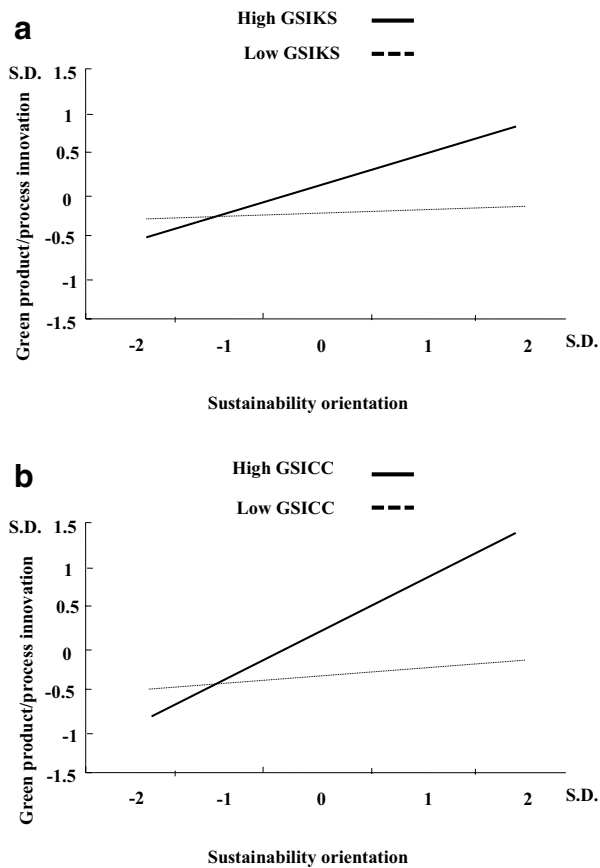 a
High GSIKS
Low GSIKS
S.D. 1.5
1
0.5
0
-0.5
-1
-1.5
Green product/process innovation
-2 -1 0 1 2 S.D.
Sustainability orientation
b
High GSICC
Low GSICC
S.D. 1.5
1
0.5
0
-0.5
-1
-1.5
Green product/process innovation
-2 -1 0 1 2 S.D.
Sustainability orientation